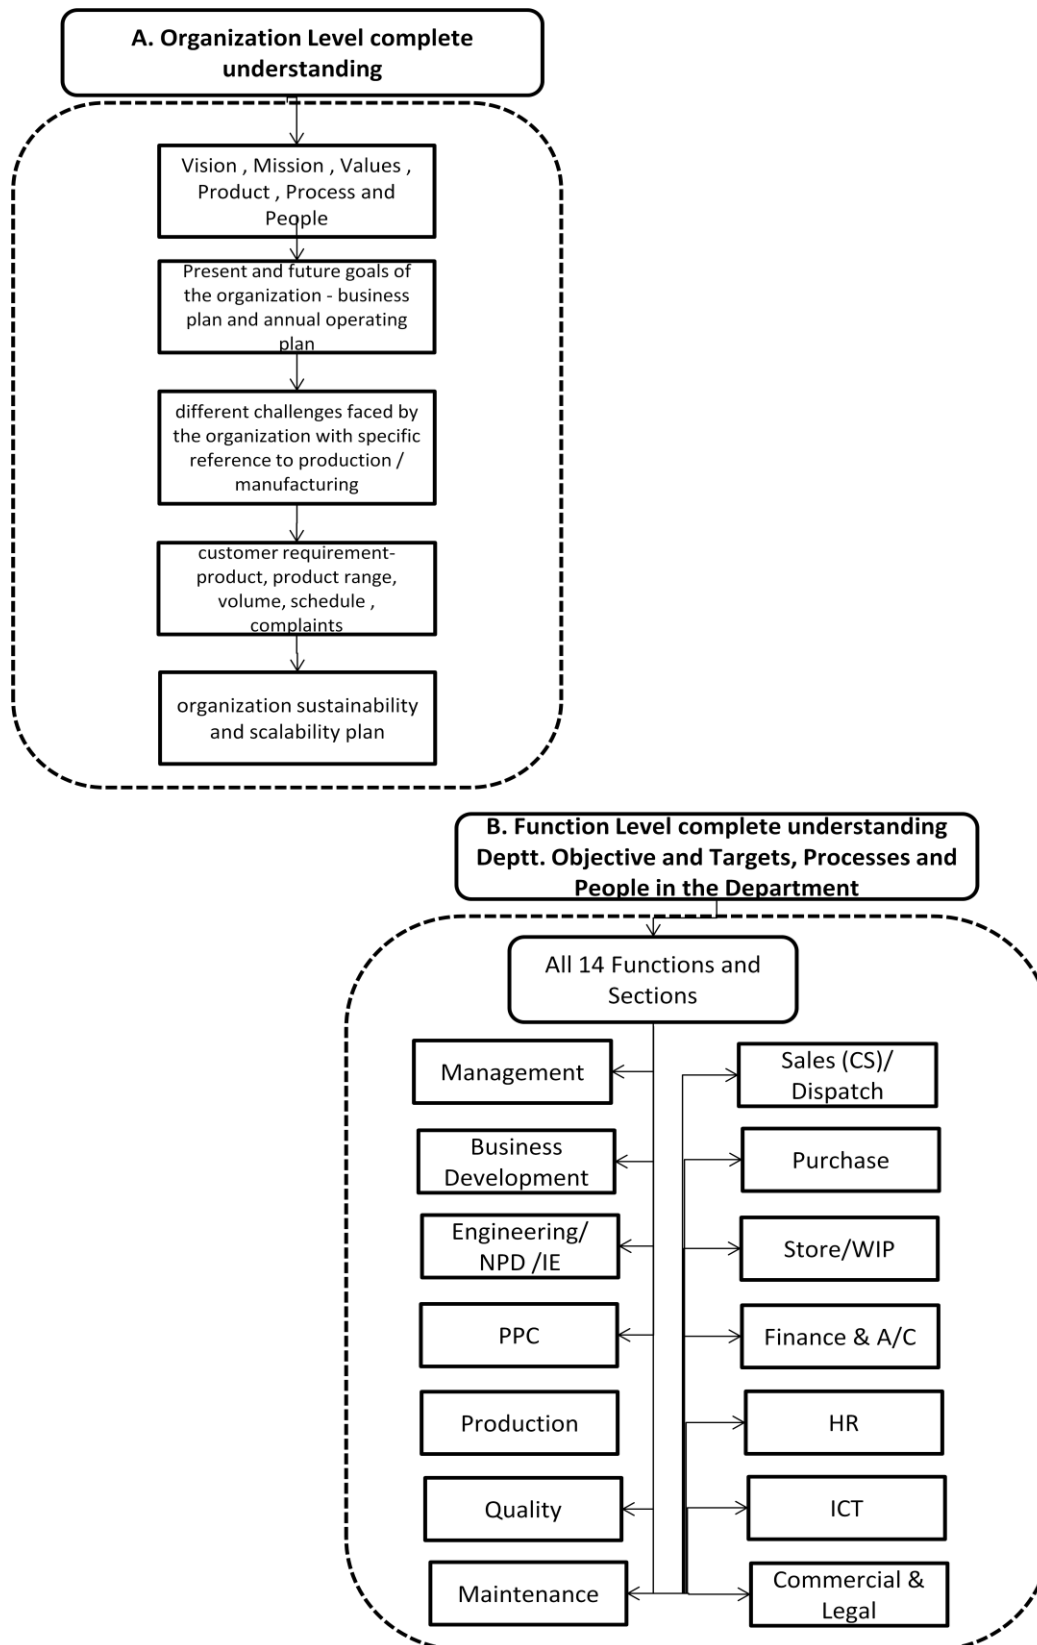 A. Organization Level complete
understanding
Vision , Mission , Values ,
Product , Process and
People
Present and future goals of
the organization - business
plan and annual operating
plan
different challenges faced by
the organization with specific
reference to production /
manufacturing
customer requirement-
product, product range,
volume, schedule ,
complaints
organization sustainability
and scalability plan
B. Function Level complete understanding
Deptt. Objective and Targets, Processes and
People in the Department
All 14 Functions and
Sections
Management
Business
Development
Engineering/
NPD /IE
PPC
Production
Quality
Maintenance
Sales (CS)/
Dispatch
Purchase
Store/WIP
Finance & A/C
HR
ICT
Commercial &
Legal